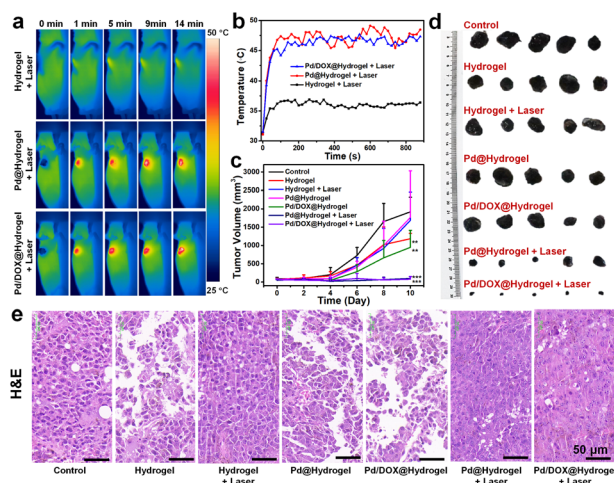 a
0 min 1 min 5 min 9min 14 min
50 °C
Hydrogel
+ Laser
Pd@Hydrogel
+ Laser
Pd/DOX@Hydrogel
+ Laser
25 °C
b
48
44
40
36
32
Temperature (°C)
Pd/DOX@Hydrogel + Laser
Pd@Hydrogel + Laser
Hydrogel + Laser
0 200 400 600 800
Time (s)
c
3000
2500
2000
1500
1000
500
0
Tumor Volume (mm³)
Control
Hydrogel
Hydrogel + Laser
Pd@Hydrogel
Pd/DOX@Hydrogel
Pd@Hydrogel + Laser
Pd/DOX@Hydrogel + Laser
**
**
***
***
0 2 4 6 8 10
Time (Day)
d
Control
Hydrogel
Hydrogel + Laser
Pd@Hydrogel
Pd/DOX@Hydrogel
Pd@Hydrogel + Laser
Pd/DOX@Hydrogel + Laser
e
H&E
50 μm
Control
Hydrogel
Hydrogel
+ Laser
Pd@Hydrogel
Pd/DOX@Hydrogel
Pd@Hydrogel
+ Laser
Pd/DOX@Hydrogel
+ Laser